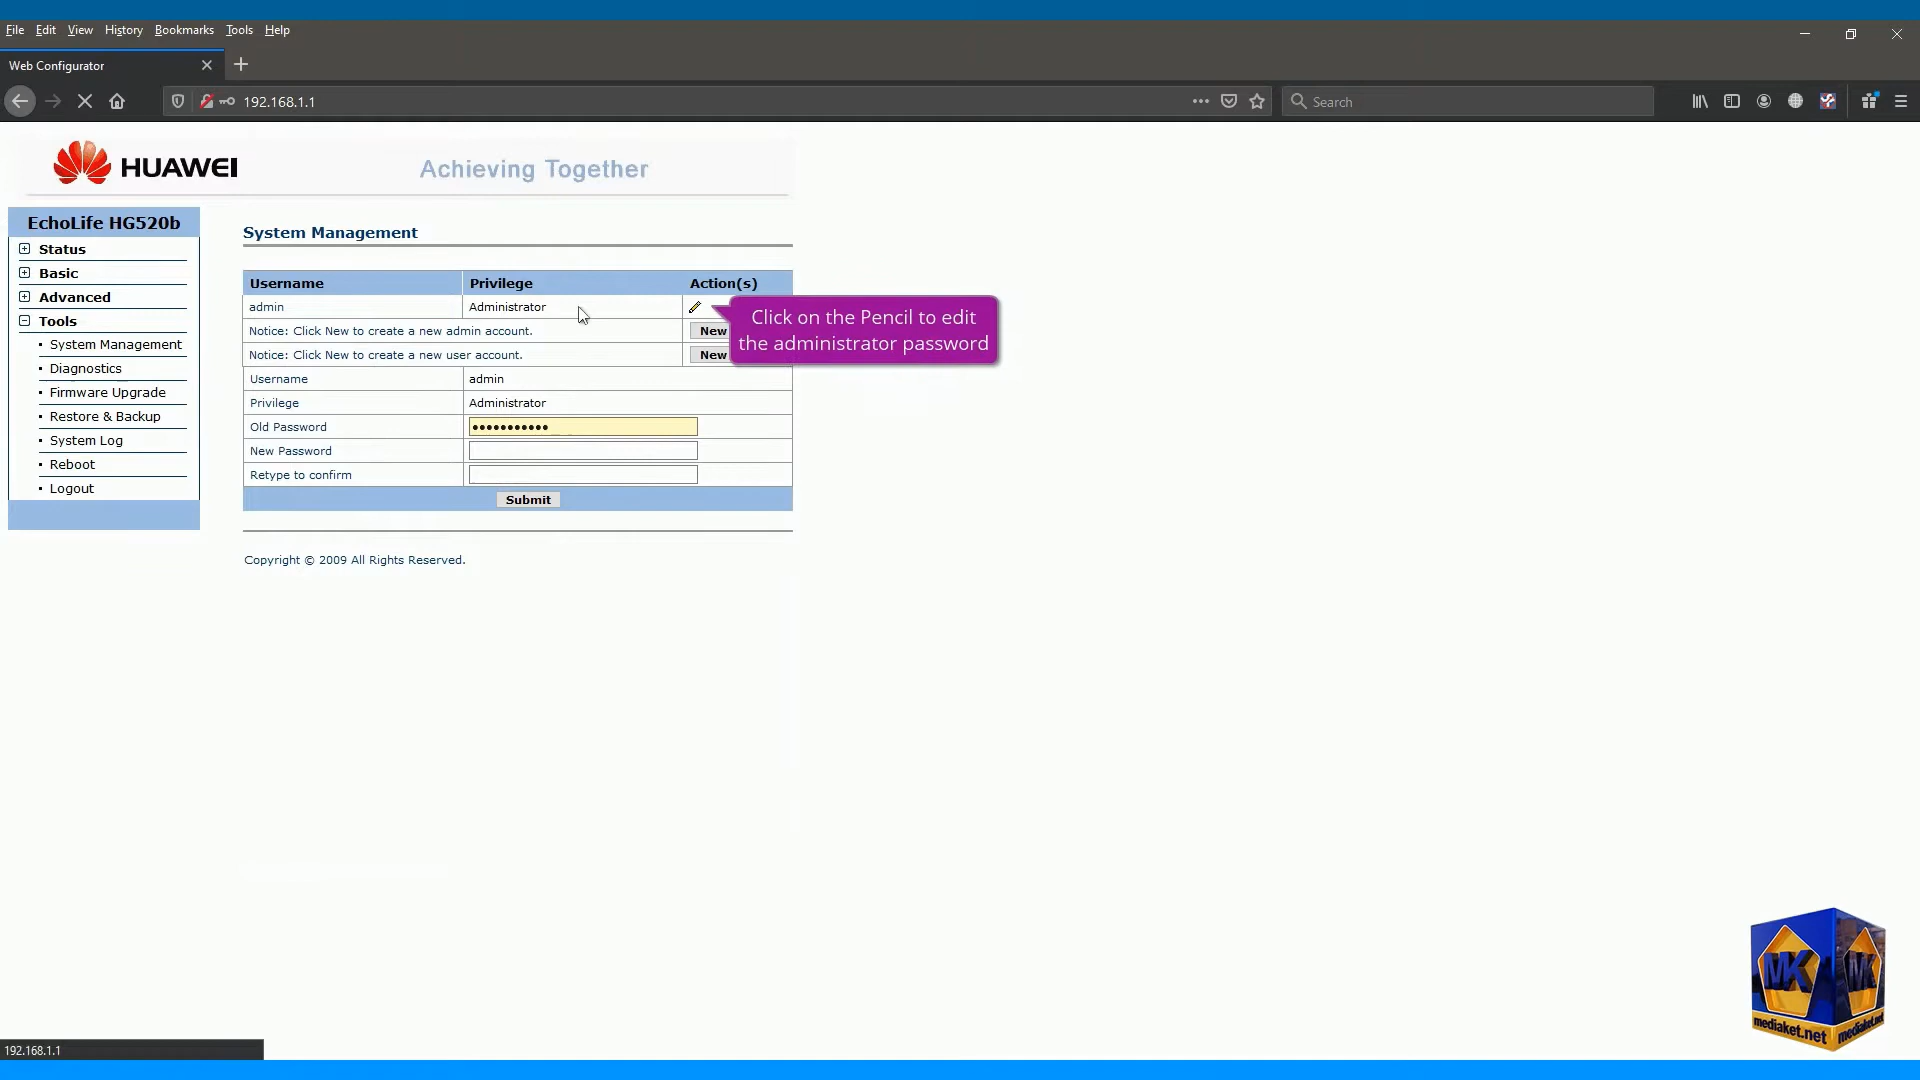 File Edit View History Bookmarks Tools Help
Web Configurator
192.168.1.1
Search
HUAWEI
Achieving Together
EchoLife HG520b
Status
Basic
Advanced
Tools
System Management
Diagnostics
Firmware Upgrade
Restore & Backup
System Log
Reboot
Logout
System Management
Username Privilege Action(s)
admin Administrator
Notice: Click New to create a new admin account. New
Notice: Click New to create a new user account. New
Click on the Pencil to edit
the administrator password
Username admin
Privilege Administrator
Old Password •••••••••••
New Password
Retype to confirm
Submit
Copyright © 2009 All Rights Reserved.
MK MK
mediaket.net mediaket.net
192.168.1.1